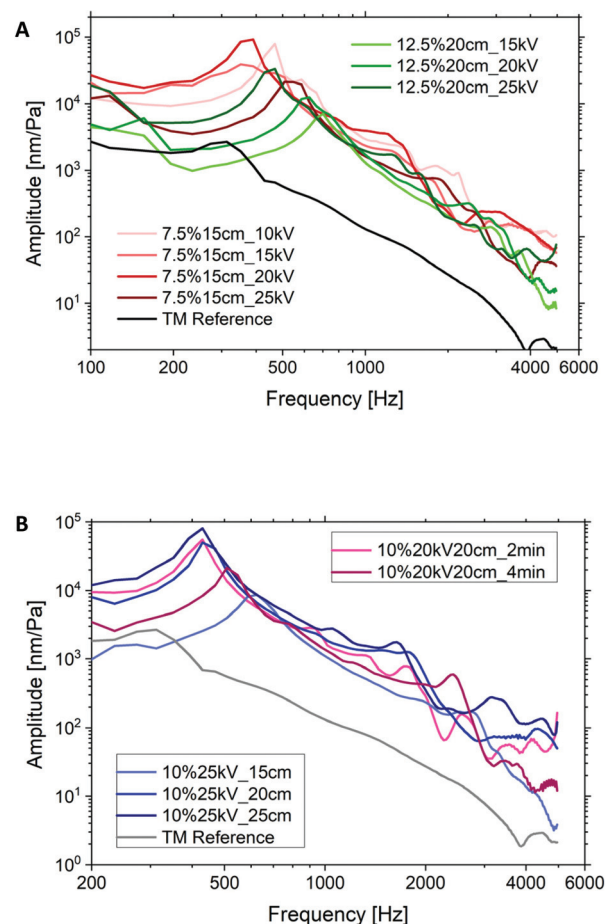 A
Amplitude [nm/Pa]
10⁵
10⁴
10³
10²
10¹
12.5%20cm_15kV
12.5%20cm_20kV
12.5%20cm_25kV
7.5%15cm_10kV
7.5%15cm_15kV
7.5%15cm_20kV
7.5%15cm_25kV
TM Reference
100 200 500 1000 4000 6000
Frequency [Hz]
B
Amplitude [nm/Pa]
10⁵
10⁴
10³
10²
10¹
10⁰
10%20kV20cm_2min
10%20kV20cm_4min
10%25kV_15cm
10%25kV_20cm
10%25kV_25cm
TM Reference
200 500 1000 2000 4000 6000
Frequency [Hz]